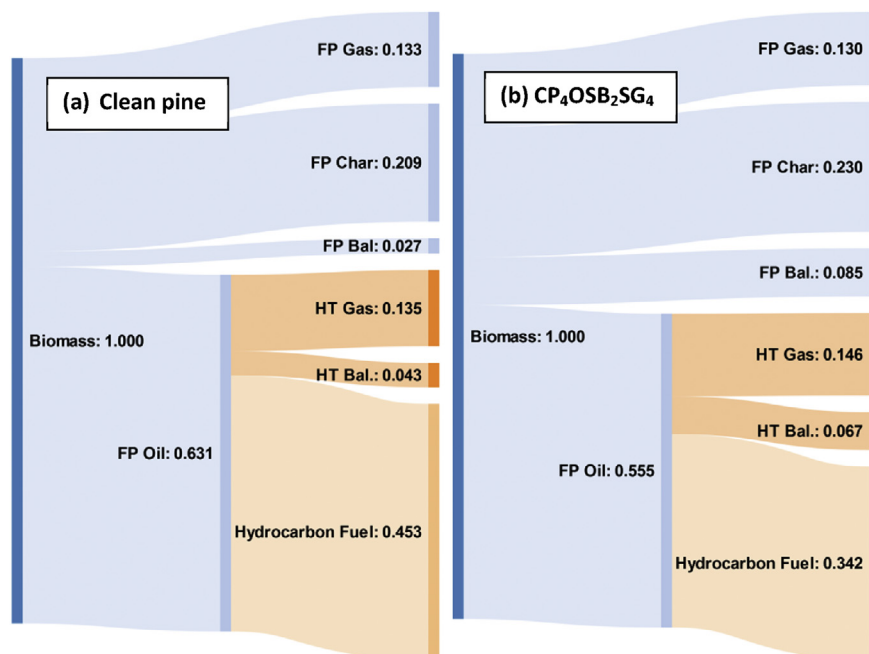 (a) Clean pine
FP Gas: 0.133
FP Char: 0.209
FP Bal: 0.027
HT Gas: 0.135
Biomass: 1.000
HT Bal.: 0.043
FP Oil: 0.631
Hydrocarbon Fuel: 0.453
(b) CP₄OSB₂SG₄
FP Gas: 0.130
FP Char: 0.230
FP Bal.: 0.085
Biomass: 1.000
HT Gas: 0.146
HT Bal.: 0.067
FP Oil: 0.555
Hydrocarbon Fuel: 0.342